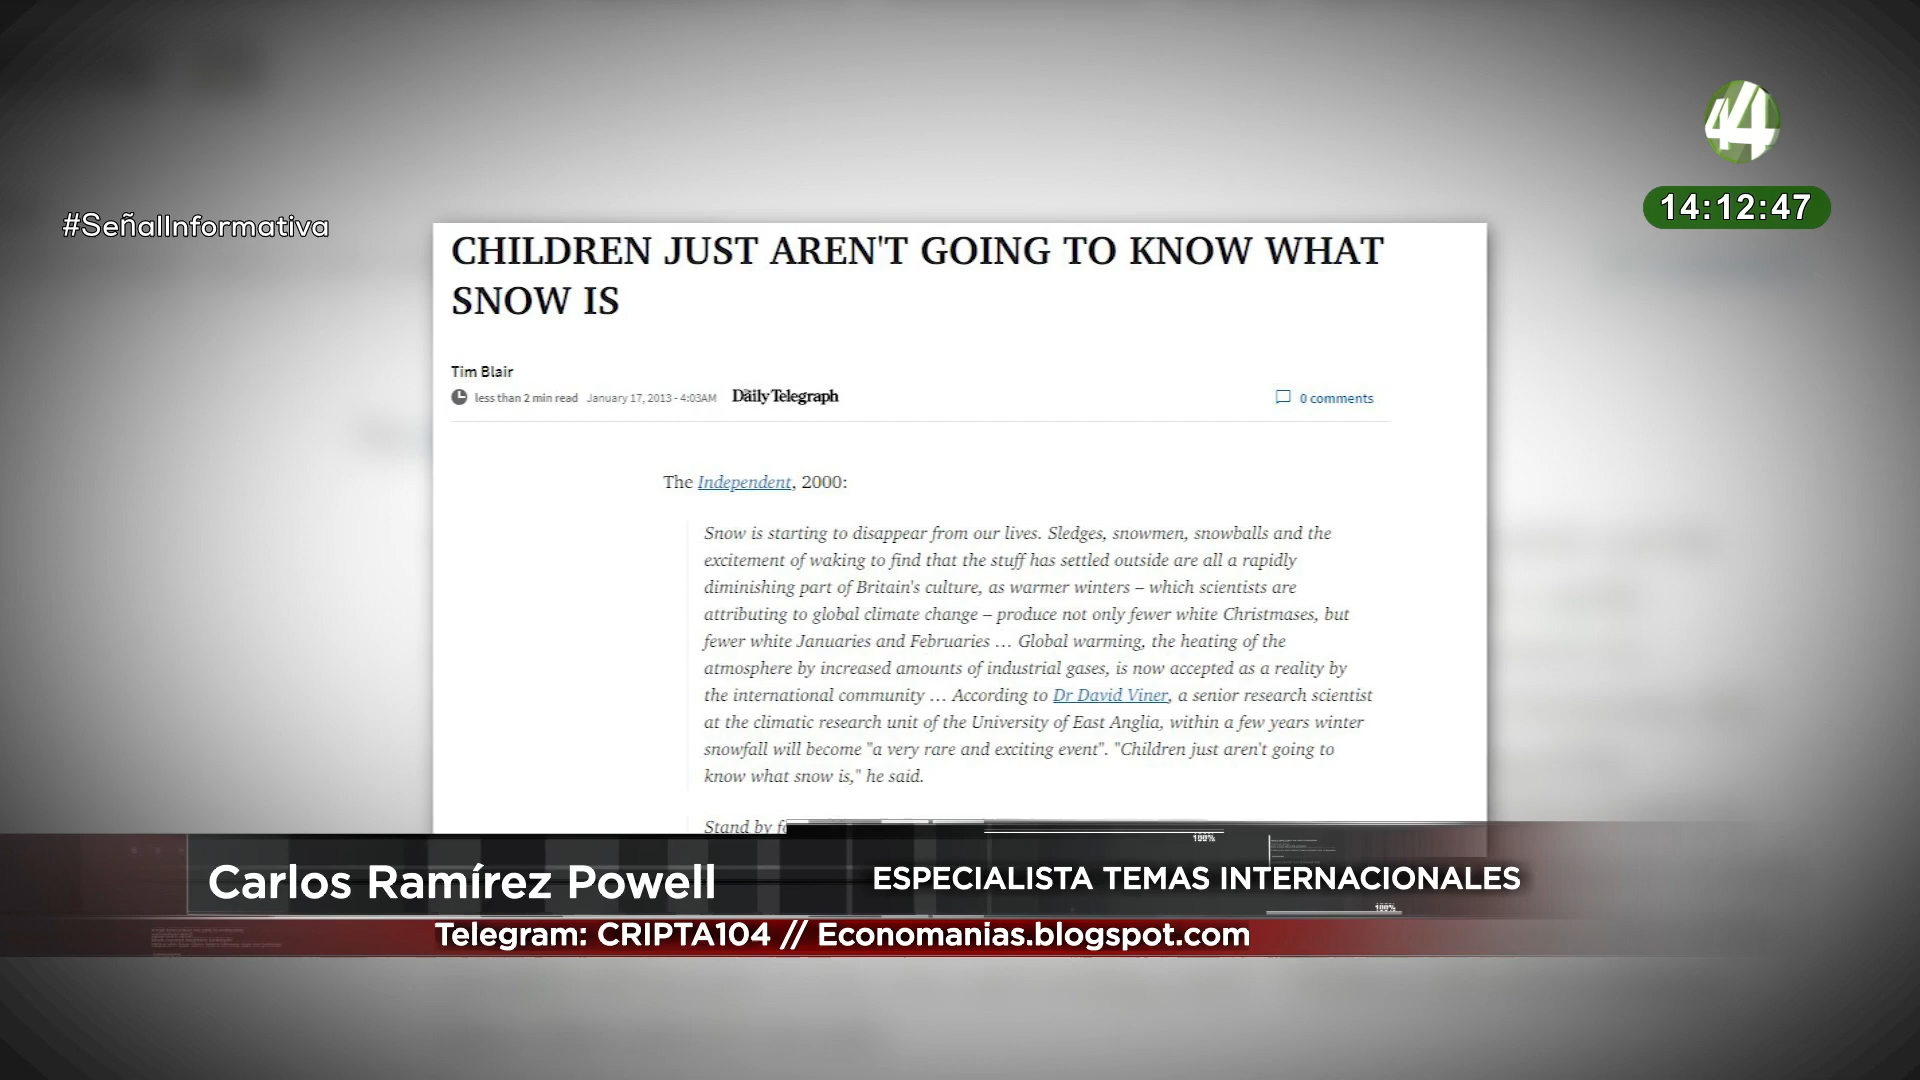 44
14:12:47
#SeñalInformativa
CHILDREN JUST AREN'T GOING TO KNOW WHAT
SNOW IS
Tim Blair
less than 2 min read January 17, 2013 - 4:03AM The Daily Telegraph
0 comments
The Independent, 2000:
Snow is starting to disappear from our lives. Sledges, snowmen, snowballs and the
excitement of waking to find that the stuff has settled outside are all a rapidly
diminishing part of Britain's culture, as warmer winters – which scientists are
attributing to global climate change – produce not only fewer white Christmases, but
fewer white Januaries and Februaries … Global warming, the heating of the
atmosphere by increased amounts of industrial gases, is now accepted as a reality by
the international community … According to Dr David Viner, a senior research scientist
at the climatic research unit of the University of East Anglia, within a few years winter
snowfall will become "a very rare and exciting event". "Children just aren't going to
know what snow is," he said.
Stand by
100%
Carlos Ramírez Powell
ESPECIALISTA TEMAS INTERNACIONALES
100%
Telegram: CRIPTA104 // Economanias.blogspot.com